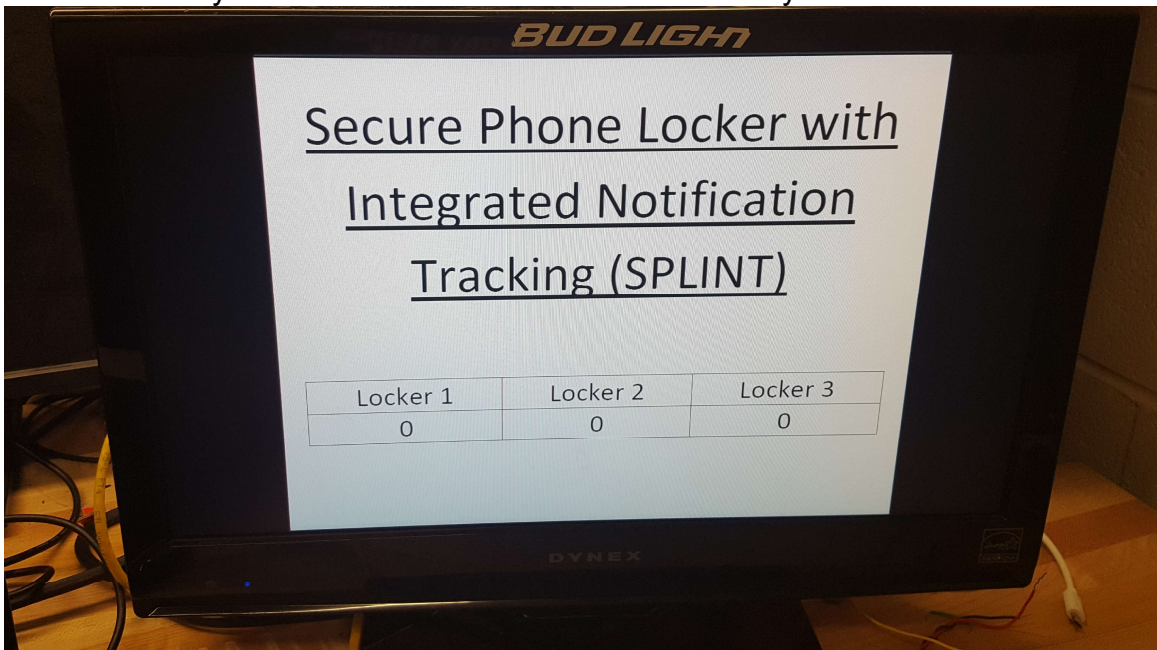 BUD LIGHT
Secure Phone Locker with
Integrated Notification
Tracking (SPLINT)
Locker 1 Locker 2 Locker 3
0 0 0
DYNEX